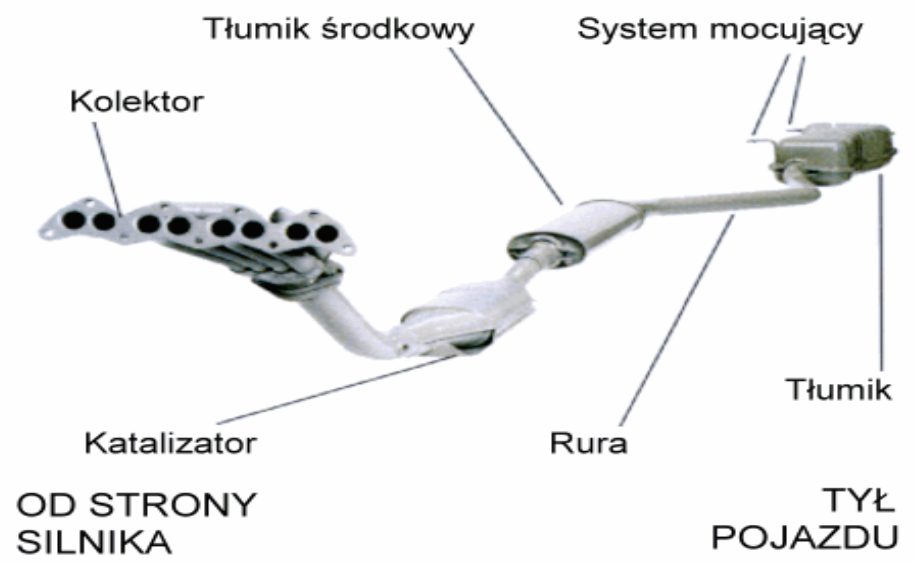 Tłumik środkowy
System mocujący
Kolektor
Tłumik
Katalizator
Rura
OD STRONY
SILNIKA
TYŁ
POJAZDU